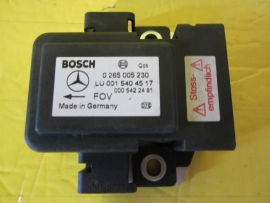 BOSCH
Qos
0 265 005 230
LU 001 540 45 17
000 542 24 91
FOV
Made in Germany
Stoss-
empfindlich